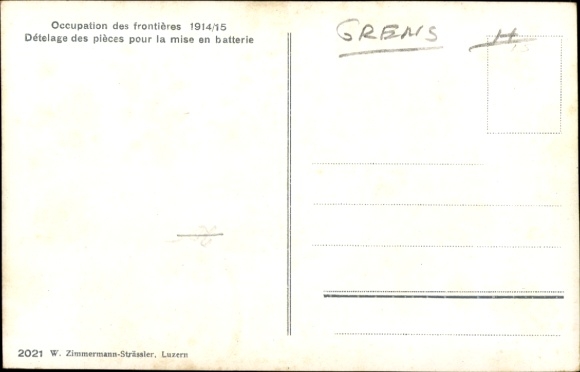 Occupation des frontières 1914/15
Dételage des pièces pour la mise en batterie
GRENS
2021 W. Zimmermann-Strässler, Luzern